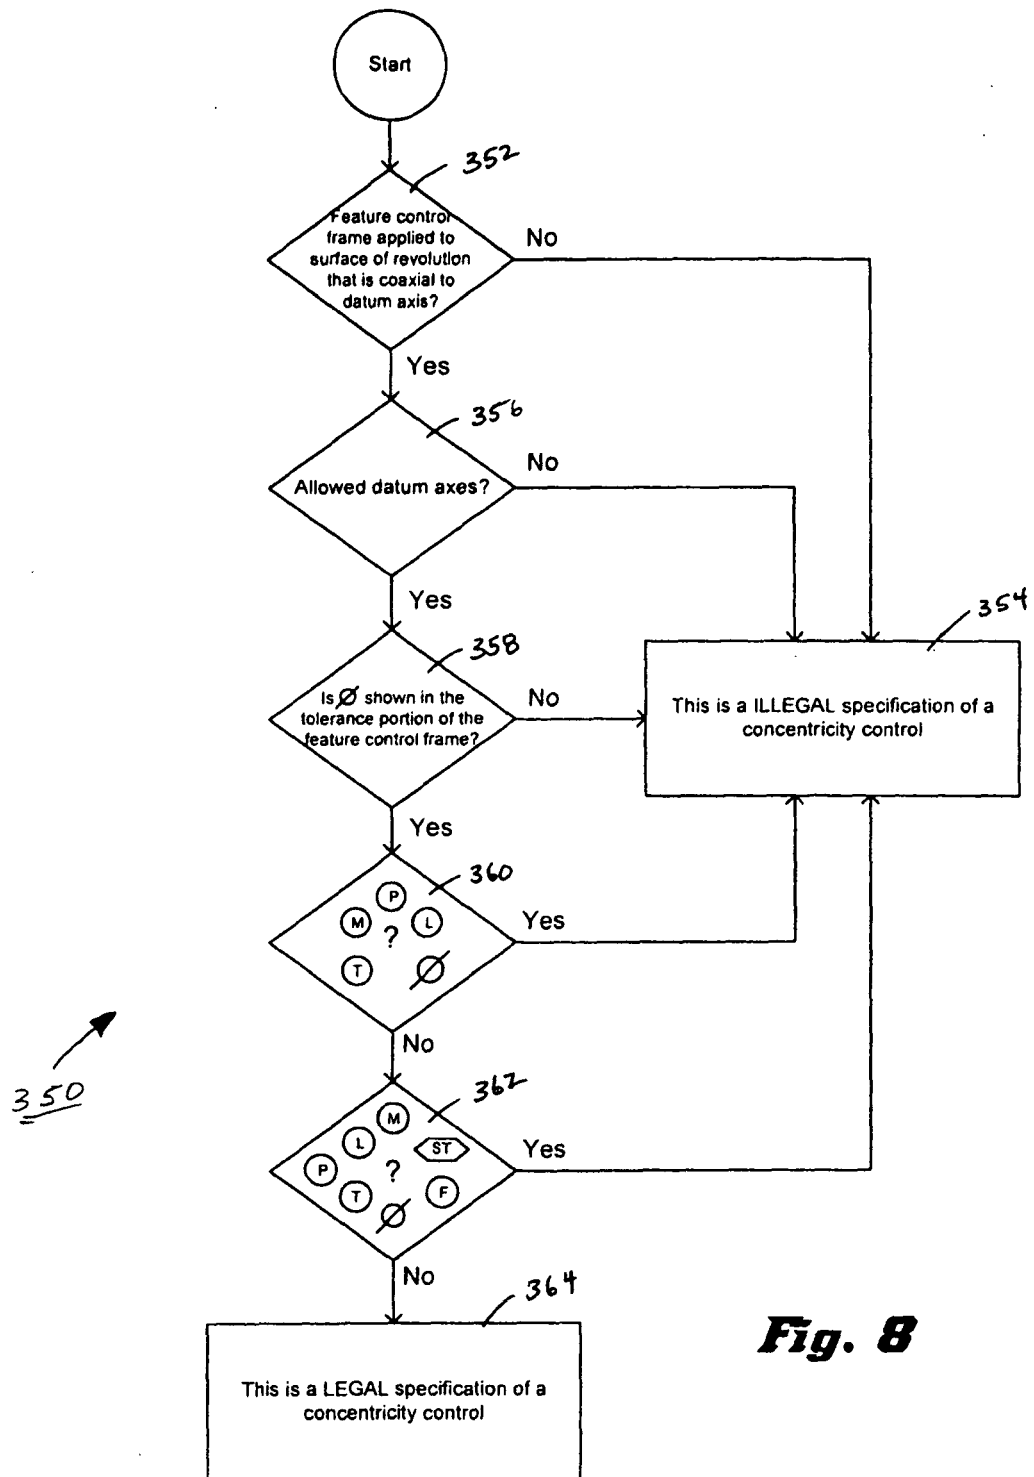 Start
352
Feature control
frame applied to
surface of revolution
that is coaxial to
datum axis?
No
Yes
356
Allowed datum axes?
No
Yes
358
Is Ø shown in the
tolerance portion of the
feature control frame?
No
354
This is a ILLEGAL specification of a
concentricity control
Yes
360
P
M ? L
T Ø
Yes
No
350
362
M
L ST
P ?
T F
Ø
Yes
No
364
This is a LEGAL specification of a
concentricity control
Fig. 8